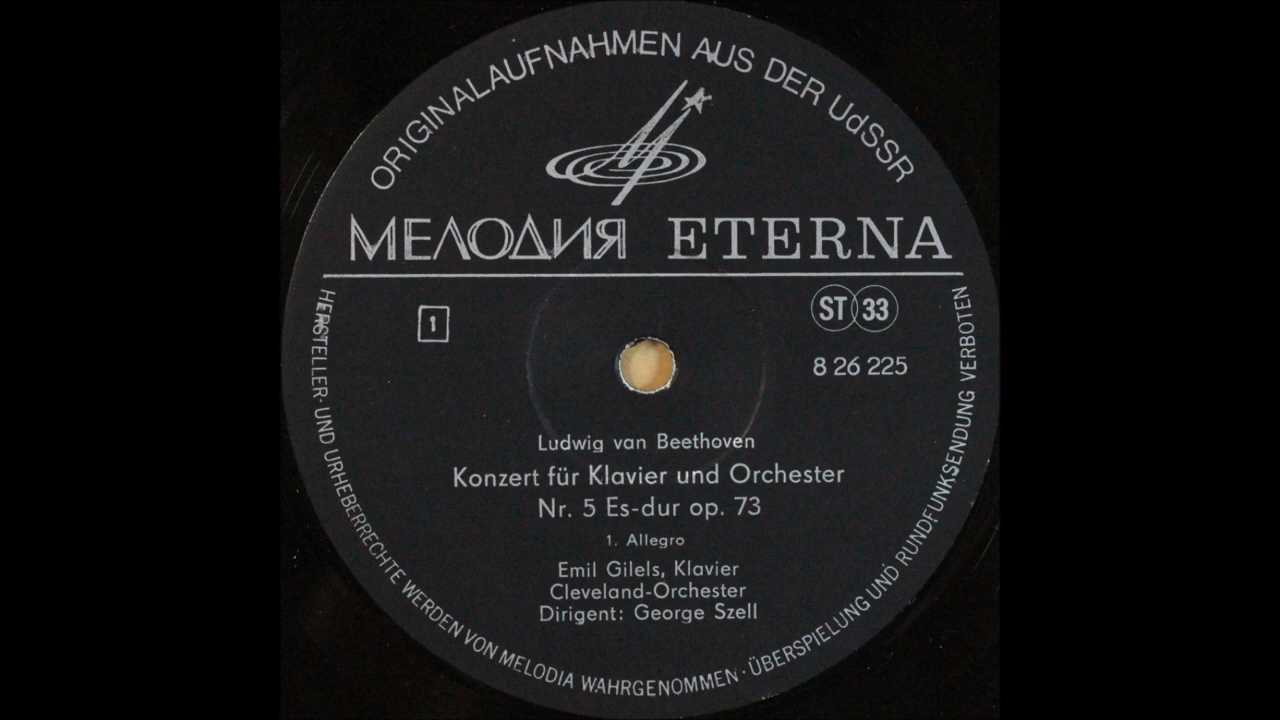 ORIGINALAUFNAHMEN AUS DER UdSSR
МЕЛОДИЯ ETERNA
1
ST 33
8 26 225
Ludwig van Beethoven
Konzert für Klavier und Orchester
Nr. 5 Es-dur op. 73
1. Allegro
Emil Gilels, Klavier
Cleveland-Orchester
Dirigent: George Szell
HERSTELLER- UND URHEBERRECHTE WERDEN VON MELODIA WAHRGENOMMEN · ÜBERSPIELUNG UND RUNDFUNKSENDUNG VERBOTEN